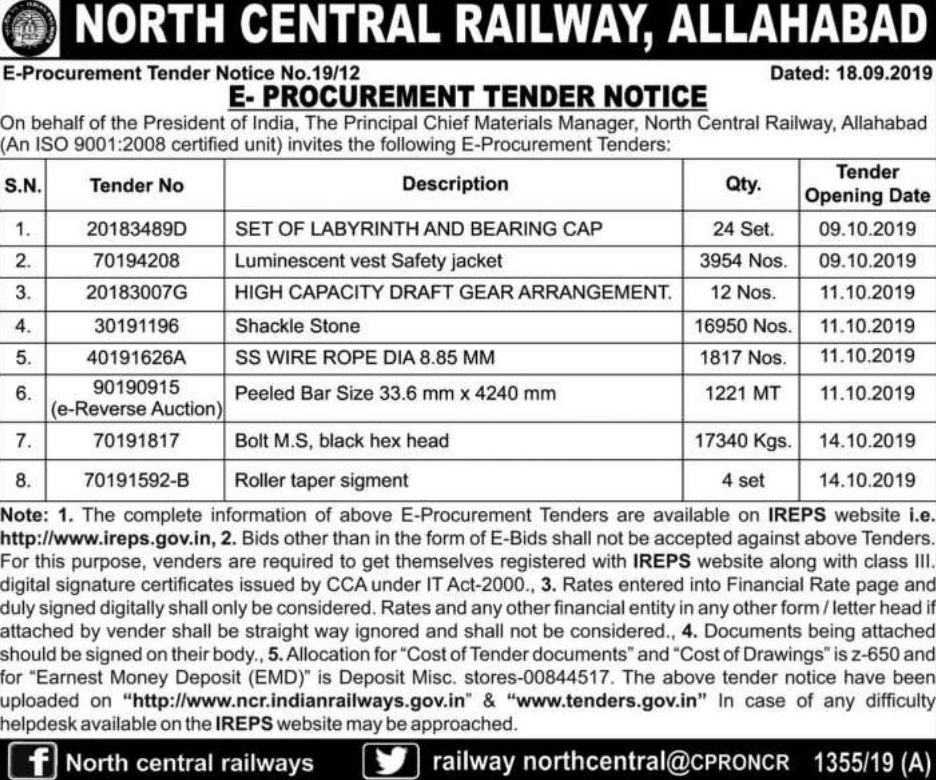 NORTH CENTRAL RAILWAY, ALLAHABAD
E-Procurement Tender Notice No.19/12 Dated: 18.09.2019
E- PROCUREMENT TENDER NOTICE
On behalf of the President of India, The Principal Chief Materials Manager, North Central Railway, Allahabad
(An ISO 9001:2008 certified unit) invites the following E-Procurement Tenders:
S.N. Tender No Description Qty. Tender Opening Date
1. 20183489D SET OF LABYRINTH AND BEARING CAP 24 Set. 09.10.2019
2. 70194208 Luminescent vest Safety jacket 3954 Nos. 09.10.2019
3. 20183007G HIGH CAPACITY DRAFT GEAR ARRANGEMENT. 12 Nos. 11.10.2019
4. 30191196 Shackle Stone 16950 Nos. 11.10.2019
5. 40191626A SS WIRE ROPE DIA 8.85 MM 1817 Nos. 11.10.2019
6. 90190915 (e-Reverse Auction) Peeled Bar Size 33.6 mm x 4240 mm 1221 MT 11.10.2019
7. 70191817 Bolt M.S, black hex head 17340 Kgs. 14.10.2019
8. 70191592-B Roller taper sigment 4 set 14.10.2019
Note: 1. The complete information of above E-Procurement Tenders are available on IREPS website i.e.
http://www.ireps.gov.in, 2. Bids other than in the form of E-Bids shall not be accepted against above Tenders.
For this purpose, venders are required to get themselves registered with IREPS website along with class III.
digital signature certificates issued by CCA under IT Act-2000., 3. Rates entered into Financial Rate page and
duly signed digitally shall only be considered. Rates and any other financial entity in any other form / letter head if
attached by vender shall be straight way ignored and shall not be considered., 4. Documents being attached
should be signed on their body., 5. Allocation for “Cost of Tender documents” and “Cost of Drawings” is z-650 and
for “Earnest Money Deposit (EMD)” is Deposit Misc. stores-00844517. The above tender notice have been
uploaded on “http://www.ncr.indianrailways.gov.in” & “www.tenders.gov.in” In case of any difficulty
helpdesk available on the IREPS website may be approached.
f North central railways railway northcentral@CPRONCR 1355/19 (A)